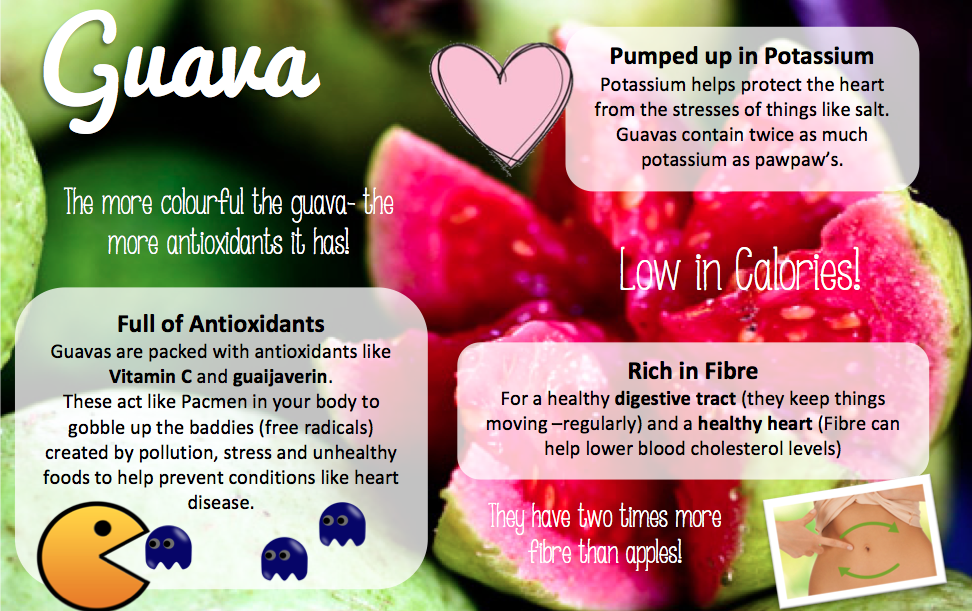 Guava
Pumped up in Potassium
Potassium helps protect the heart
from the stresses of things like salt.
Guavas contain twice as much
potassium as pawpaw’s.
The more colourful the guava- the
more antioxidants it has!
Low in Calories!
Full of Antioxidants
Guavas are packed with antioxidants like
Vitamin C and guaijaverin.
These act like Pacmen in your body to
gobble up the baddies (free radicals)
created by pollution, stress and unhealthy
foods to help prevent conditions like heart
disease.
Rich in Fibre
For a healthy digestive tract (they keep things
moving –regularly) and a healthy heart (Fibre can
help lower blood cholesterol levels)
They have two times more
fibre than apples!